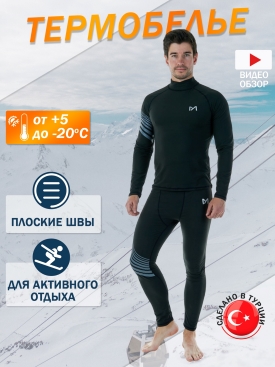 ТЕРМОБЕЛЬЕ
ВИДЕО
ОБЗОР
от +5
до -20°C
ПЛОСКИЕ ШВЫ
ДЛЯ АКТИВНОГО
ОТДЫХА
СДЕЛАНО В ТУРЦИИ